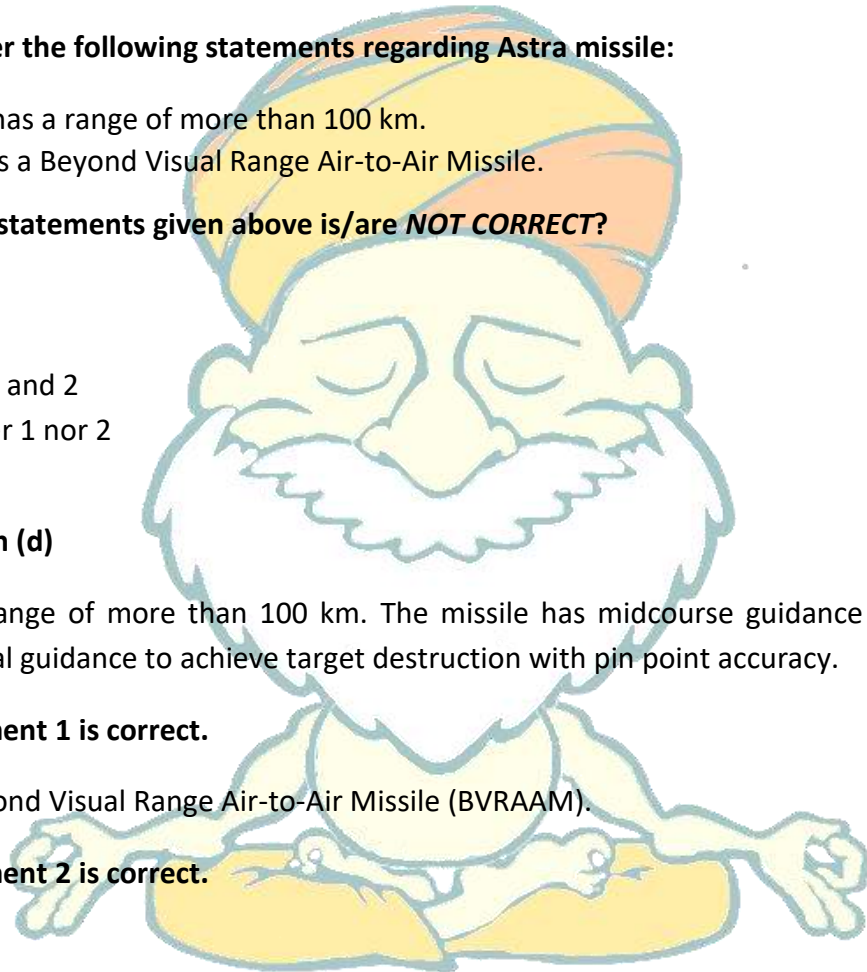 er the following statements regarding Astra missile:
has a range of more than 100 km.
s a Beyond Visual Range Air-to-Air Missile.
statements given above is/are NOT CORRECT?
and 2
r 1 nor 2
n (d)
ange of more than 100 km. The missile has midcourse guidance
al guidance to achieve target destruction with pin point accuracy.
ment 1 is correct.
ond Visual Range Air-to-Air Missile (BVRAAM).
ment 2 is correct.